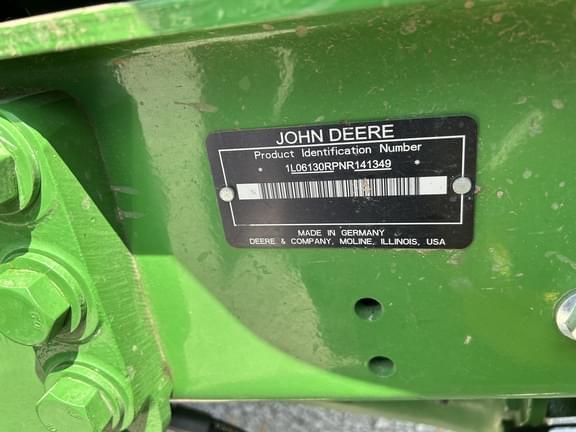 JOHN DEERE
Product Identification Number
1L06130RPNR141349
MADE IN GERMANY
DEERE & COMPANY, MOLINE, ILLINOIS, USA